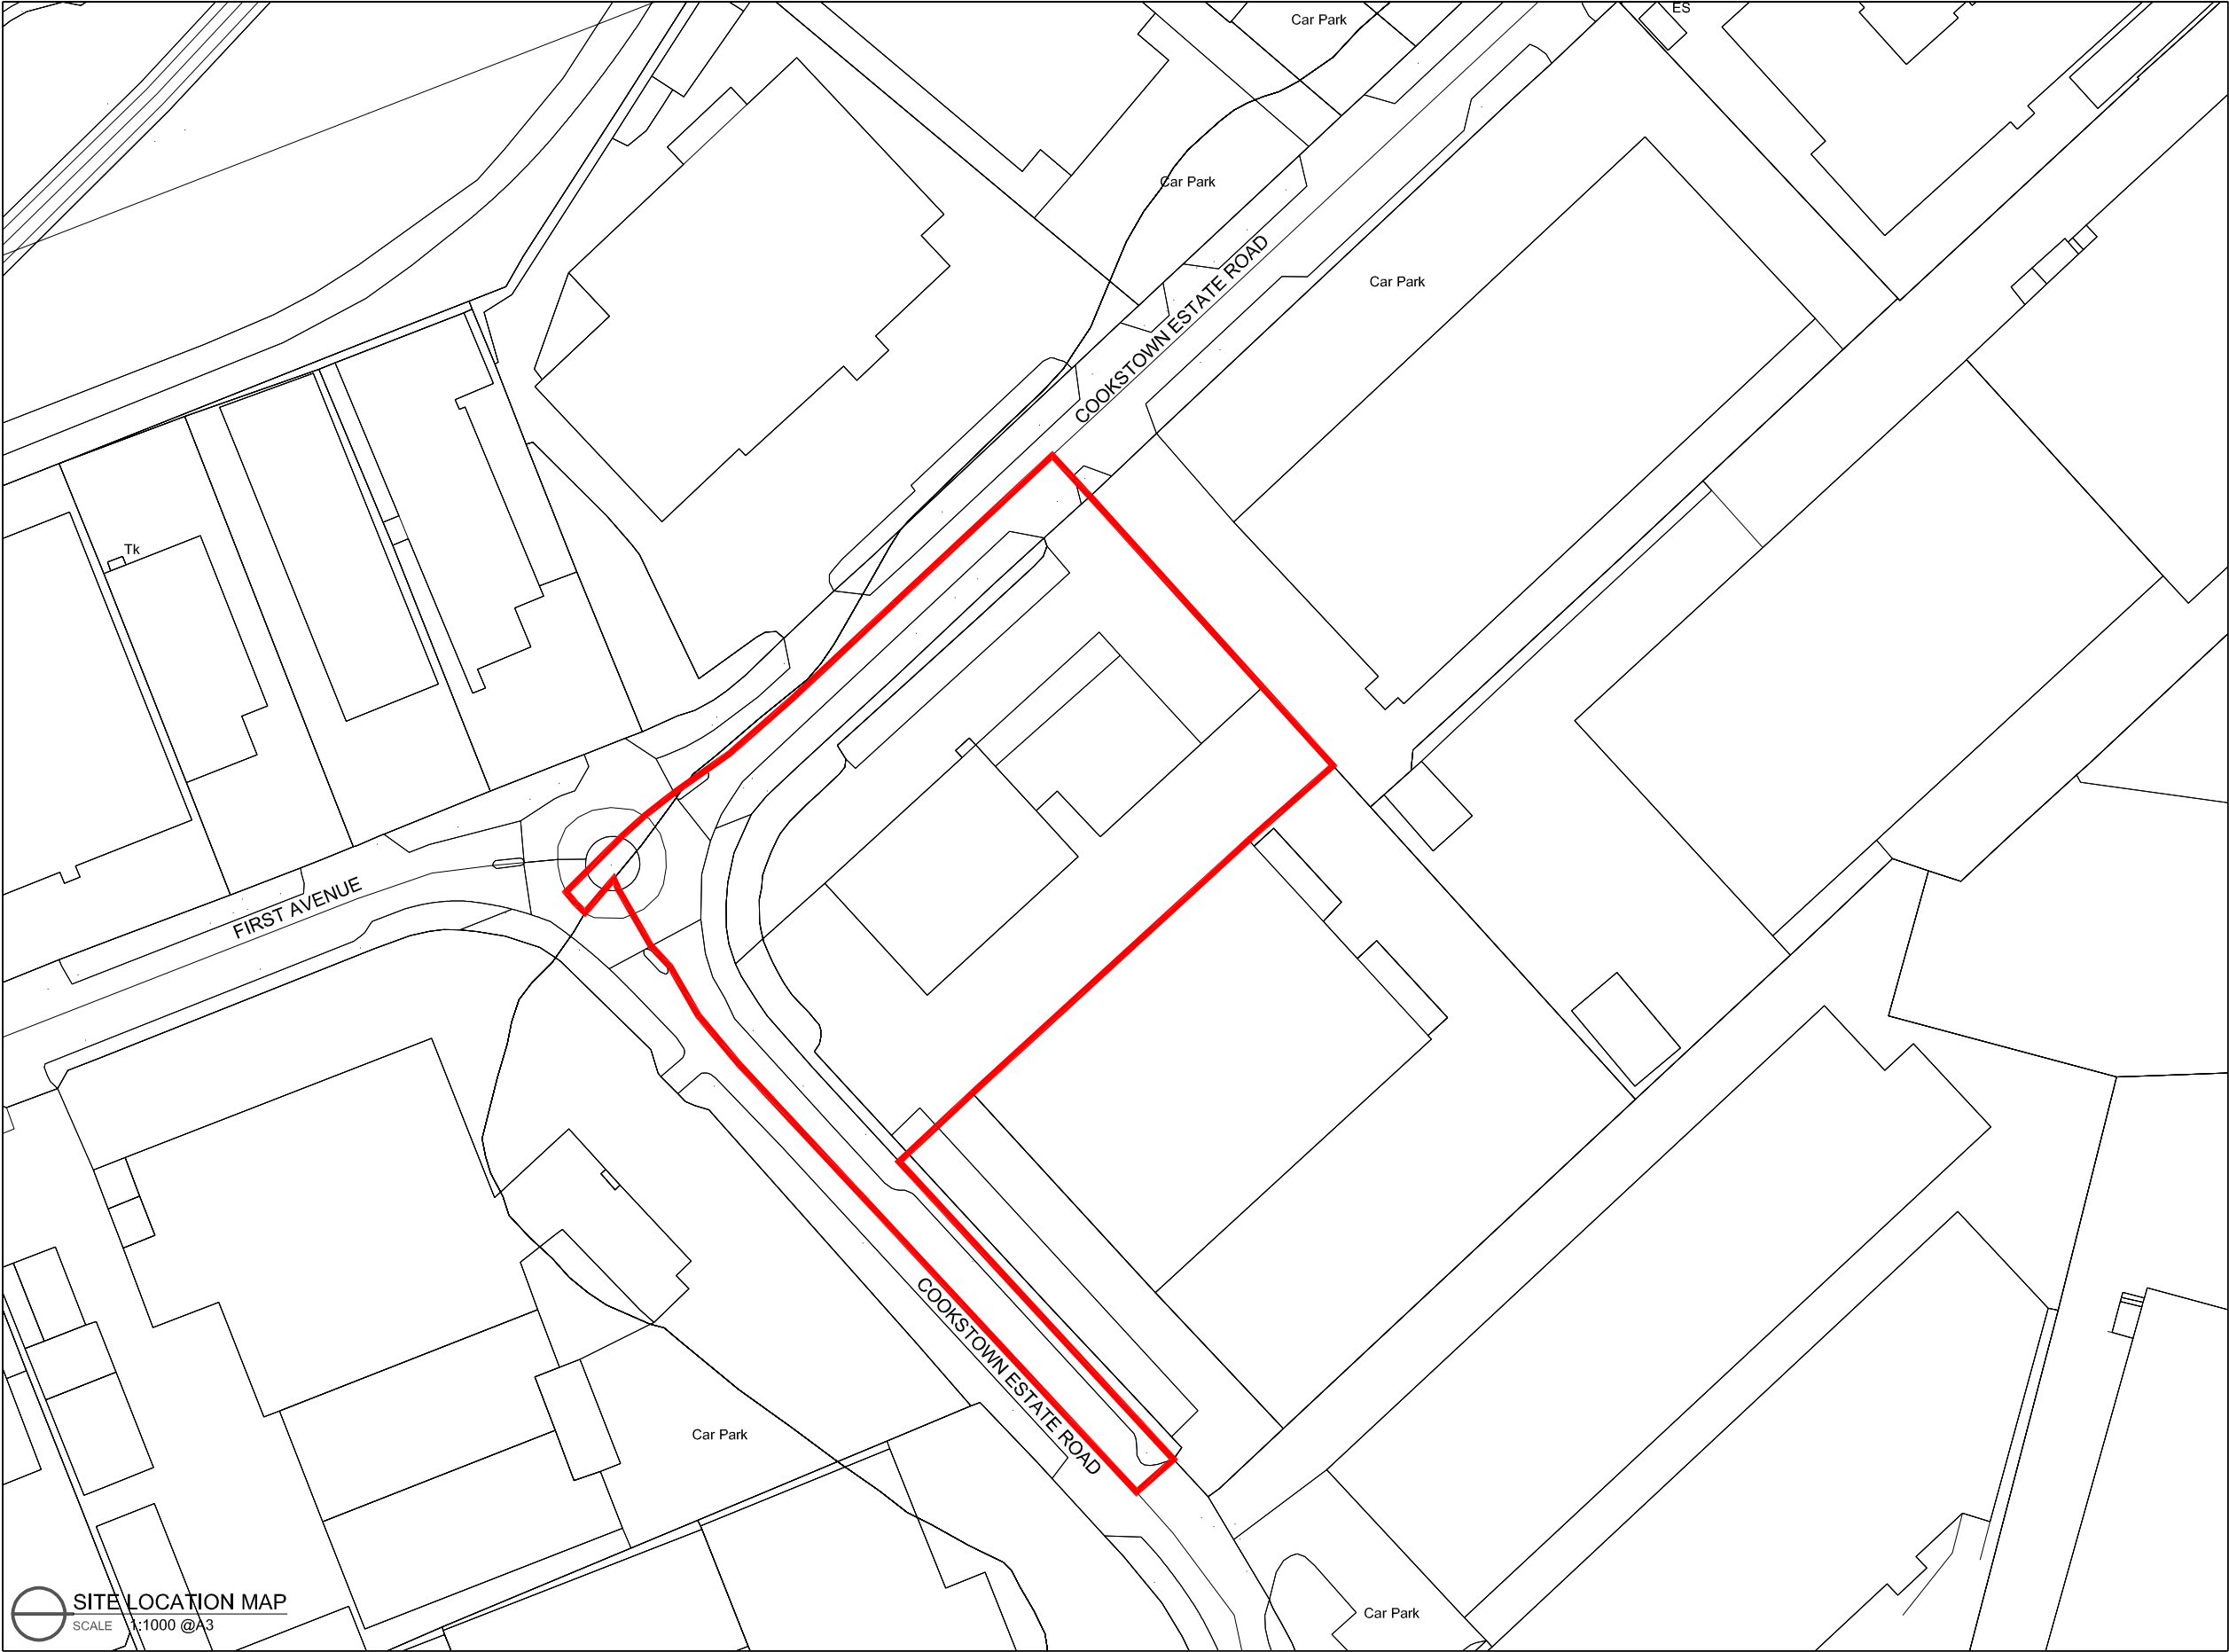 Car Park
ES
Car Park
COOKSTOWN ESTATE ROAD
Car Park
Tk
FIRST AVENUE
COOKSTOWN ESTATE ROAD
Car Park
Car Park
SITE LOCATION MAP
SCALE 1:1000 @A3